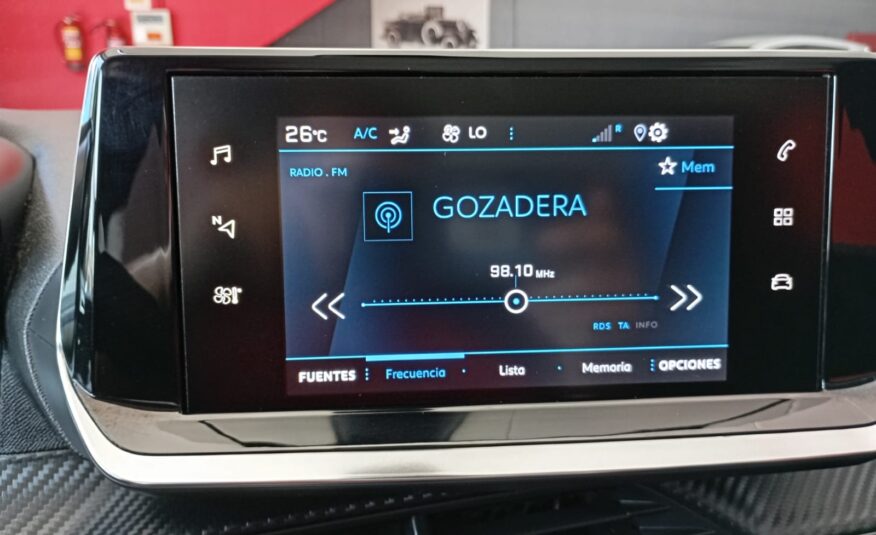 26°C A/C LO R
RADIO . FM
Mem
GOZADERA
N
98.10 MHz
RDS TA INFO
FUENTES Frecuencia Lista Memoria OPCIONES